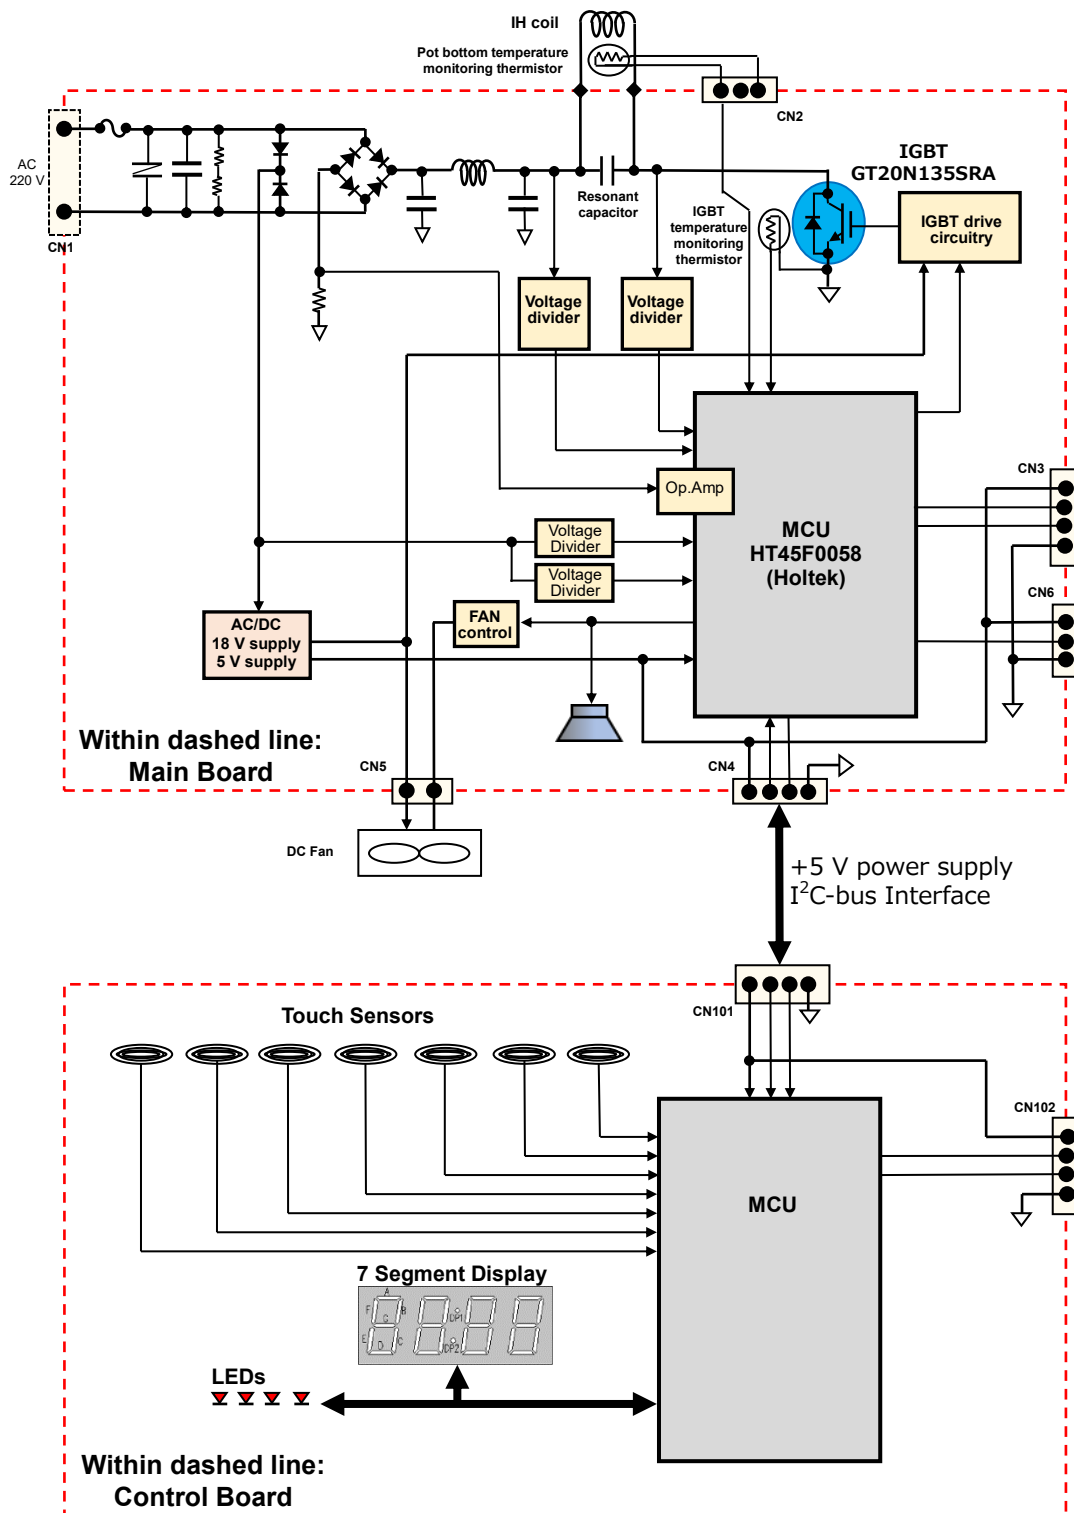 IH coil
Pot bottom temperature
monitoring thermistor
CN2
AC
220 V
CN1
IGBT
GT20N135SRA
Resonant
capacitor
IGBT
temperature
monitoring
thermistor
IGBT drive
circuitry
Voltage
divider
Voltage
divider
CN3
Op.Amp
MCU
HT45F0058
(Holtek)
Voltage
Divider
Voltage
Divider
CN6
FAN
control
AC/DC
18 V supply
5 V supply
Within dashed line:
Main Board
CN5
CN4
DC Fan
+5 V power supply
I²C-bus Interface
CN101
Touch Sensors
CN102
MCU
7 Segment Display
A
F
B
G
E
D
C
DP1
DP2
LEDs
Within dashed line:
Control Board